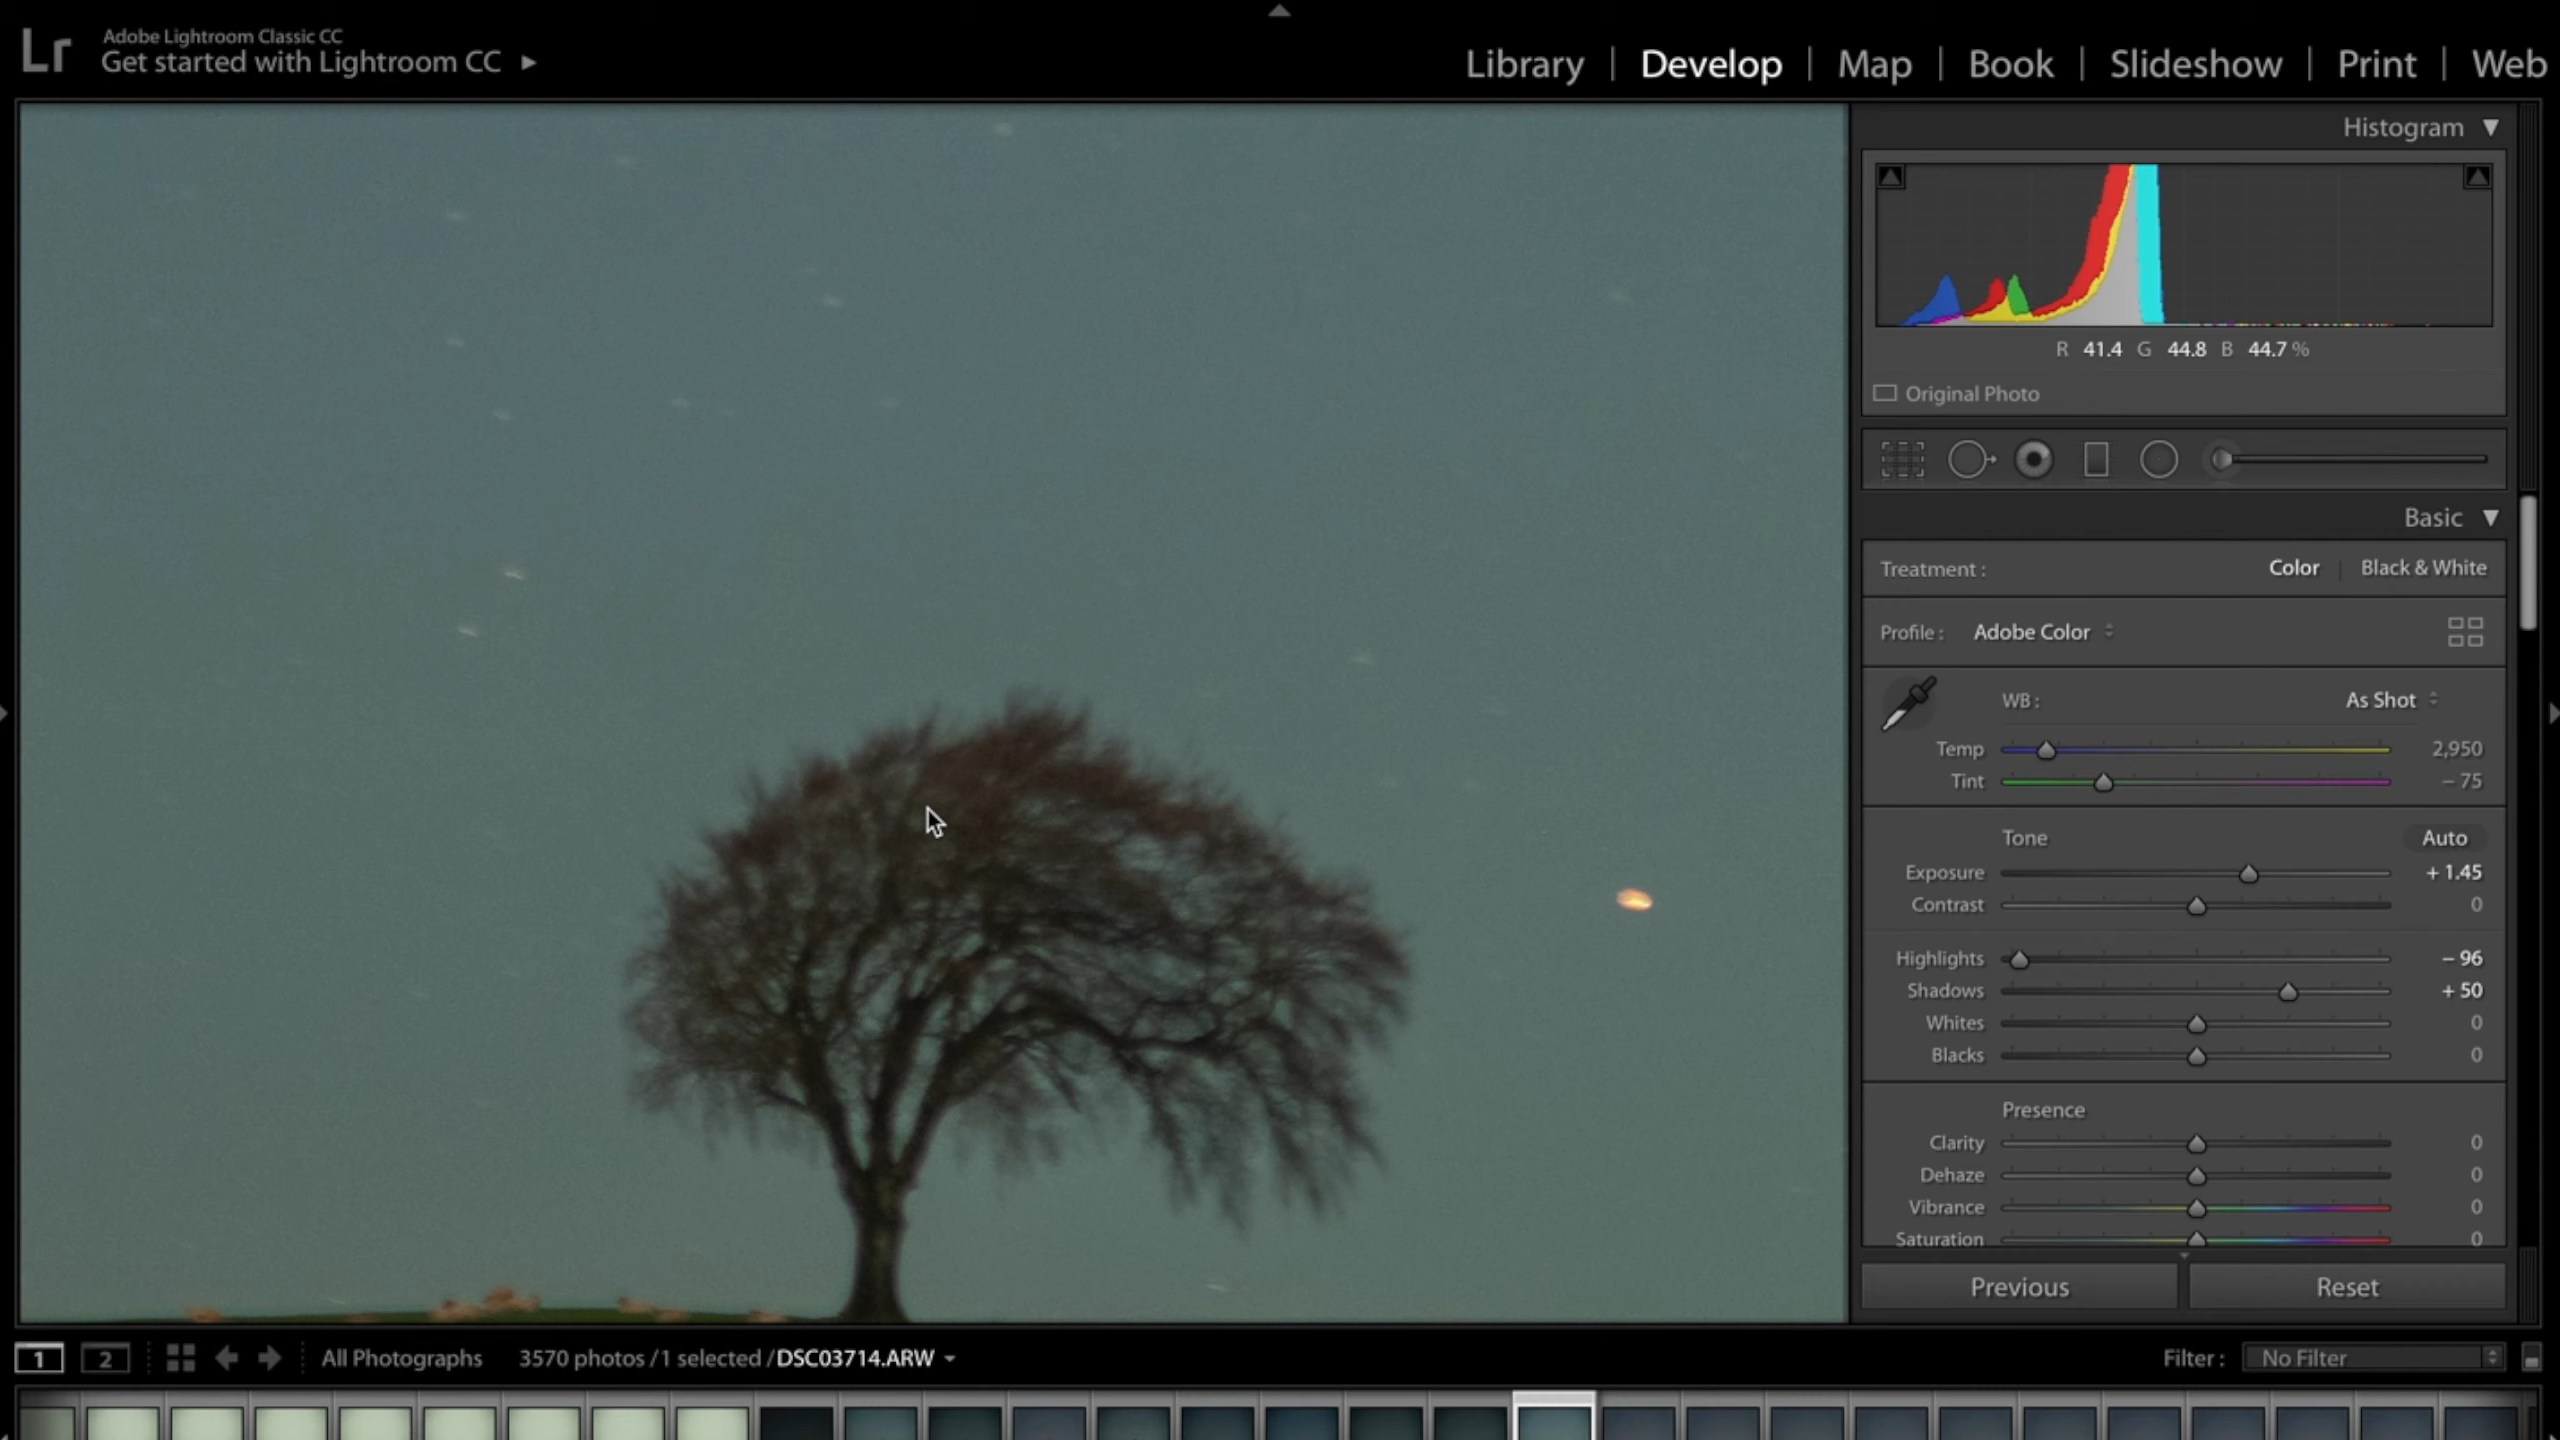 Lr
Adobe Lightroom Classic CC
Get started with Lightroom CC
Library | Develop | Map | Book | Slideshow | Print | Web
Histogram
R 41.4 G 44.8 B 44.7 %
Original Photo
Basic
Treatment : Color | Black & White
Profile : Adobe Color
WB : As Shot
Temp 2,950
Tint − 75
Tone Auto
Exposure + 1.45
Contrast 0
Highlights − 96
Shadows + 50
Whites 0
Blacks 0
Presence
Clarity 0
Dehaze 0
Vibrance 0
Saturation 0
Previous Reset
1 2 All Photographs 3570 photos / 1 selected / DSC03714.ARW Filter : No Filter